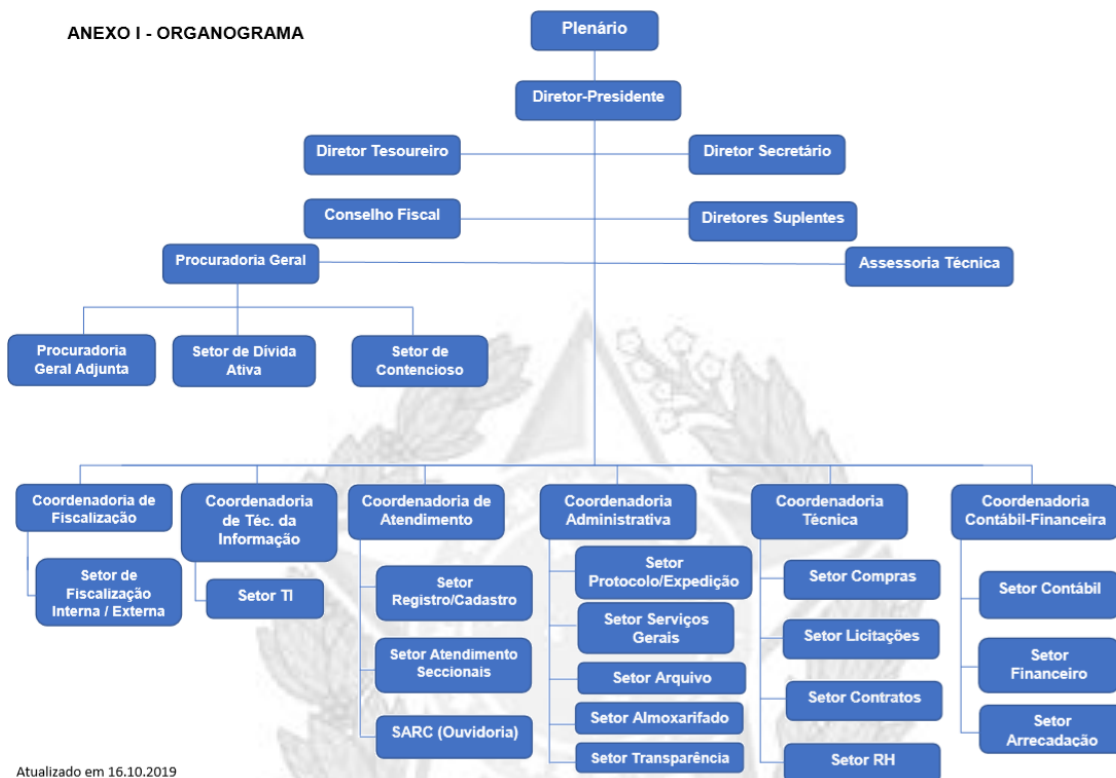 ANEXO I - ORGANOGRAMA
Plenário
Diretor-Presidente
Diretor Tesoureiro
Diretor Secretário
Conselho Fiscal
Diretores Suplentes
Procuradoria Geral
Assessoria Técnica
Procuradoria
Geral Adjunta
Setor de Dívida
Ativa
Setor de
Contencioso
Coordenadoria de
Fiscalização
Setor de
Fiscalização
Interna / Externa
Coordenadoria
de Téc. da
Informação
Setor TI
Coordenadoria de
Atendimento
Setor
Registro/Cadastro
Setor Atendimento
Seccionais
SARC (Ouvidoria)
Coordenadoria
Administrativa
Setor
Protocolo/Expedição
Setor Serviços
Gerais
Setor Arquivo
Setor Almoxarifado
Setor Transparência
Coordenadoria
Técnica
Setor Compras
Setor Licitações
Setor Contratos
Setor RH
Coordenadoria
Contábil-Financeira
Setor Contábil
Setor
Financeiro
Setor
Arrecadação
Atualizado em 16.10.2019